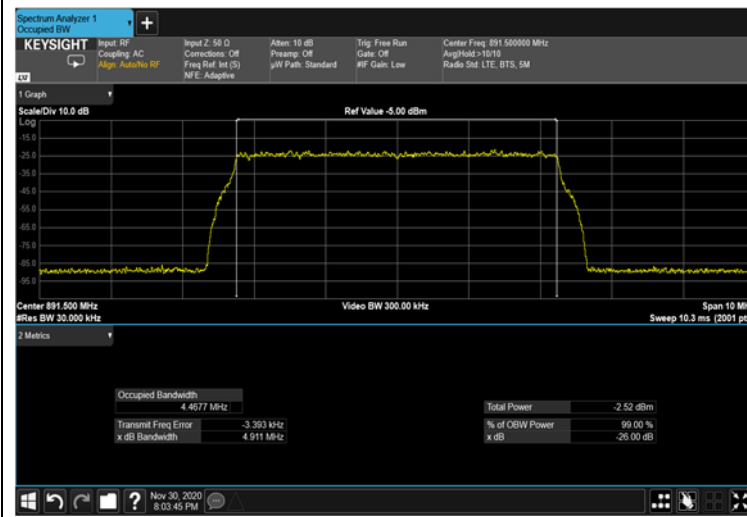 Spectrum Analyzer 1
Occupied BW
KEYSIGHT
Input: RF
Coupling: AC
Align: Auto/No RF
Input Z: 50 Ω
Corrections: Off
Freq Ref: Int (S)
NFE: Adaptive
Atten: 10 dB
Preamp: Off
µW Path: Standard
Trig: Free Run
Gate: Off
#IF Gain: Low
Center Freq: 891.500000 MHz
Avg|Hold:>10/10
Radio Std: LTE, BTS, 5M
1 Graph
Scale/Div 10.0 dB
Ref Value -5.00 dBm
Log
-15.0
-25.0
-35.0
-45.0
-55.0
-65.0
-75.0
-85.0
-95.0
Center 891.500 MHz
Video BW 300.00 kHz
Span 10 MH
#Res BW 30.000 kHz
Sweep 10.3 ms (2001 pt
2 Metrics
Occupied Bandwidth
4.4677 MHz
Total Power -2.52 dBm
Transmit Freq Error -3.393 kHz
% of OBW Power 99.00 %
x dB Bandwidth 4.911 MHz
x dB -26.00 dB
Nov 30, 2020
8:03:45 PM